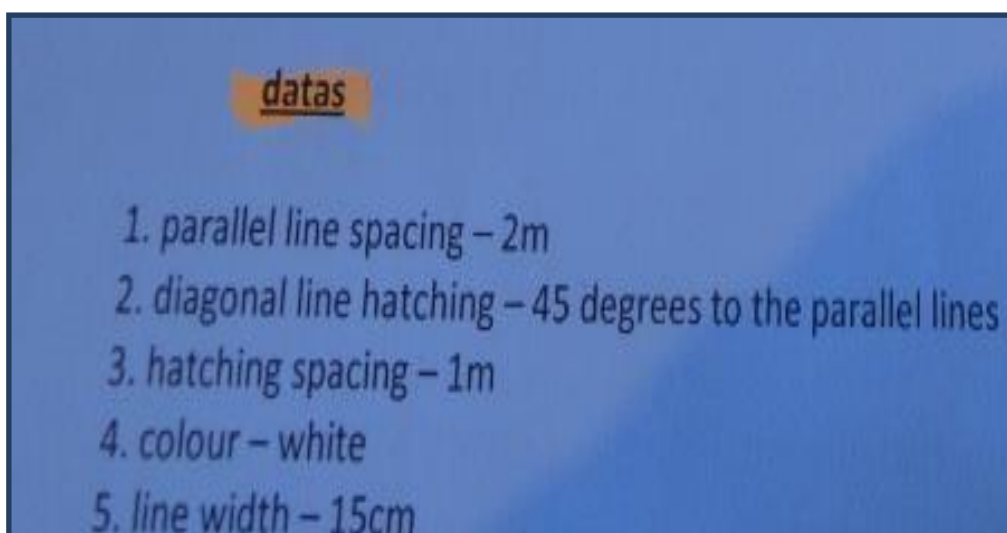 datas
1. parallel line spacing – 2m
2. diagonal line hatching – 45 degrees to the parallel lines
3. hatching spacing – 1m
4. colour – white
5. line width – 15cm